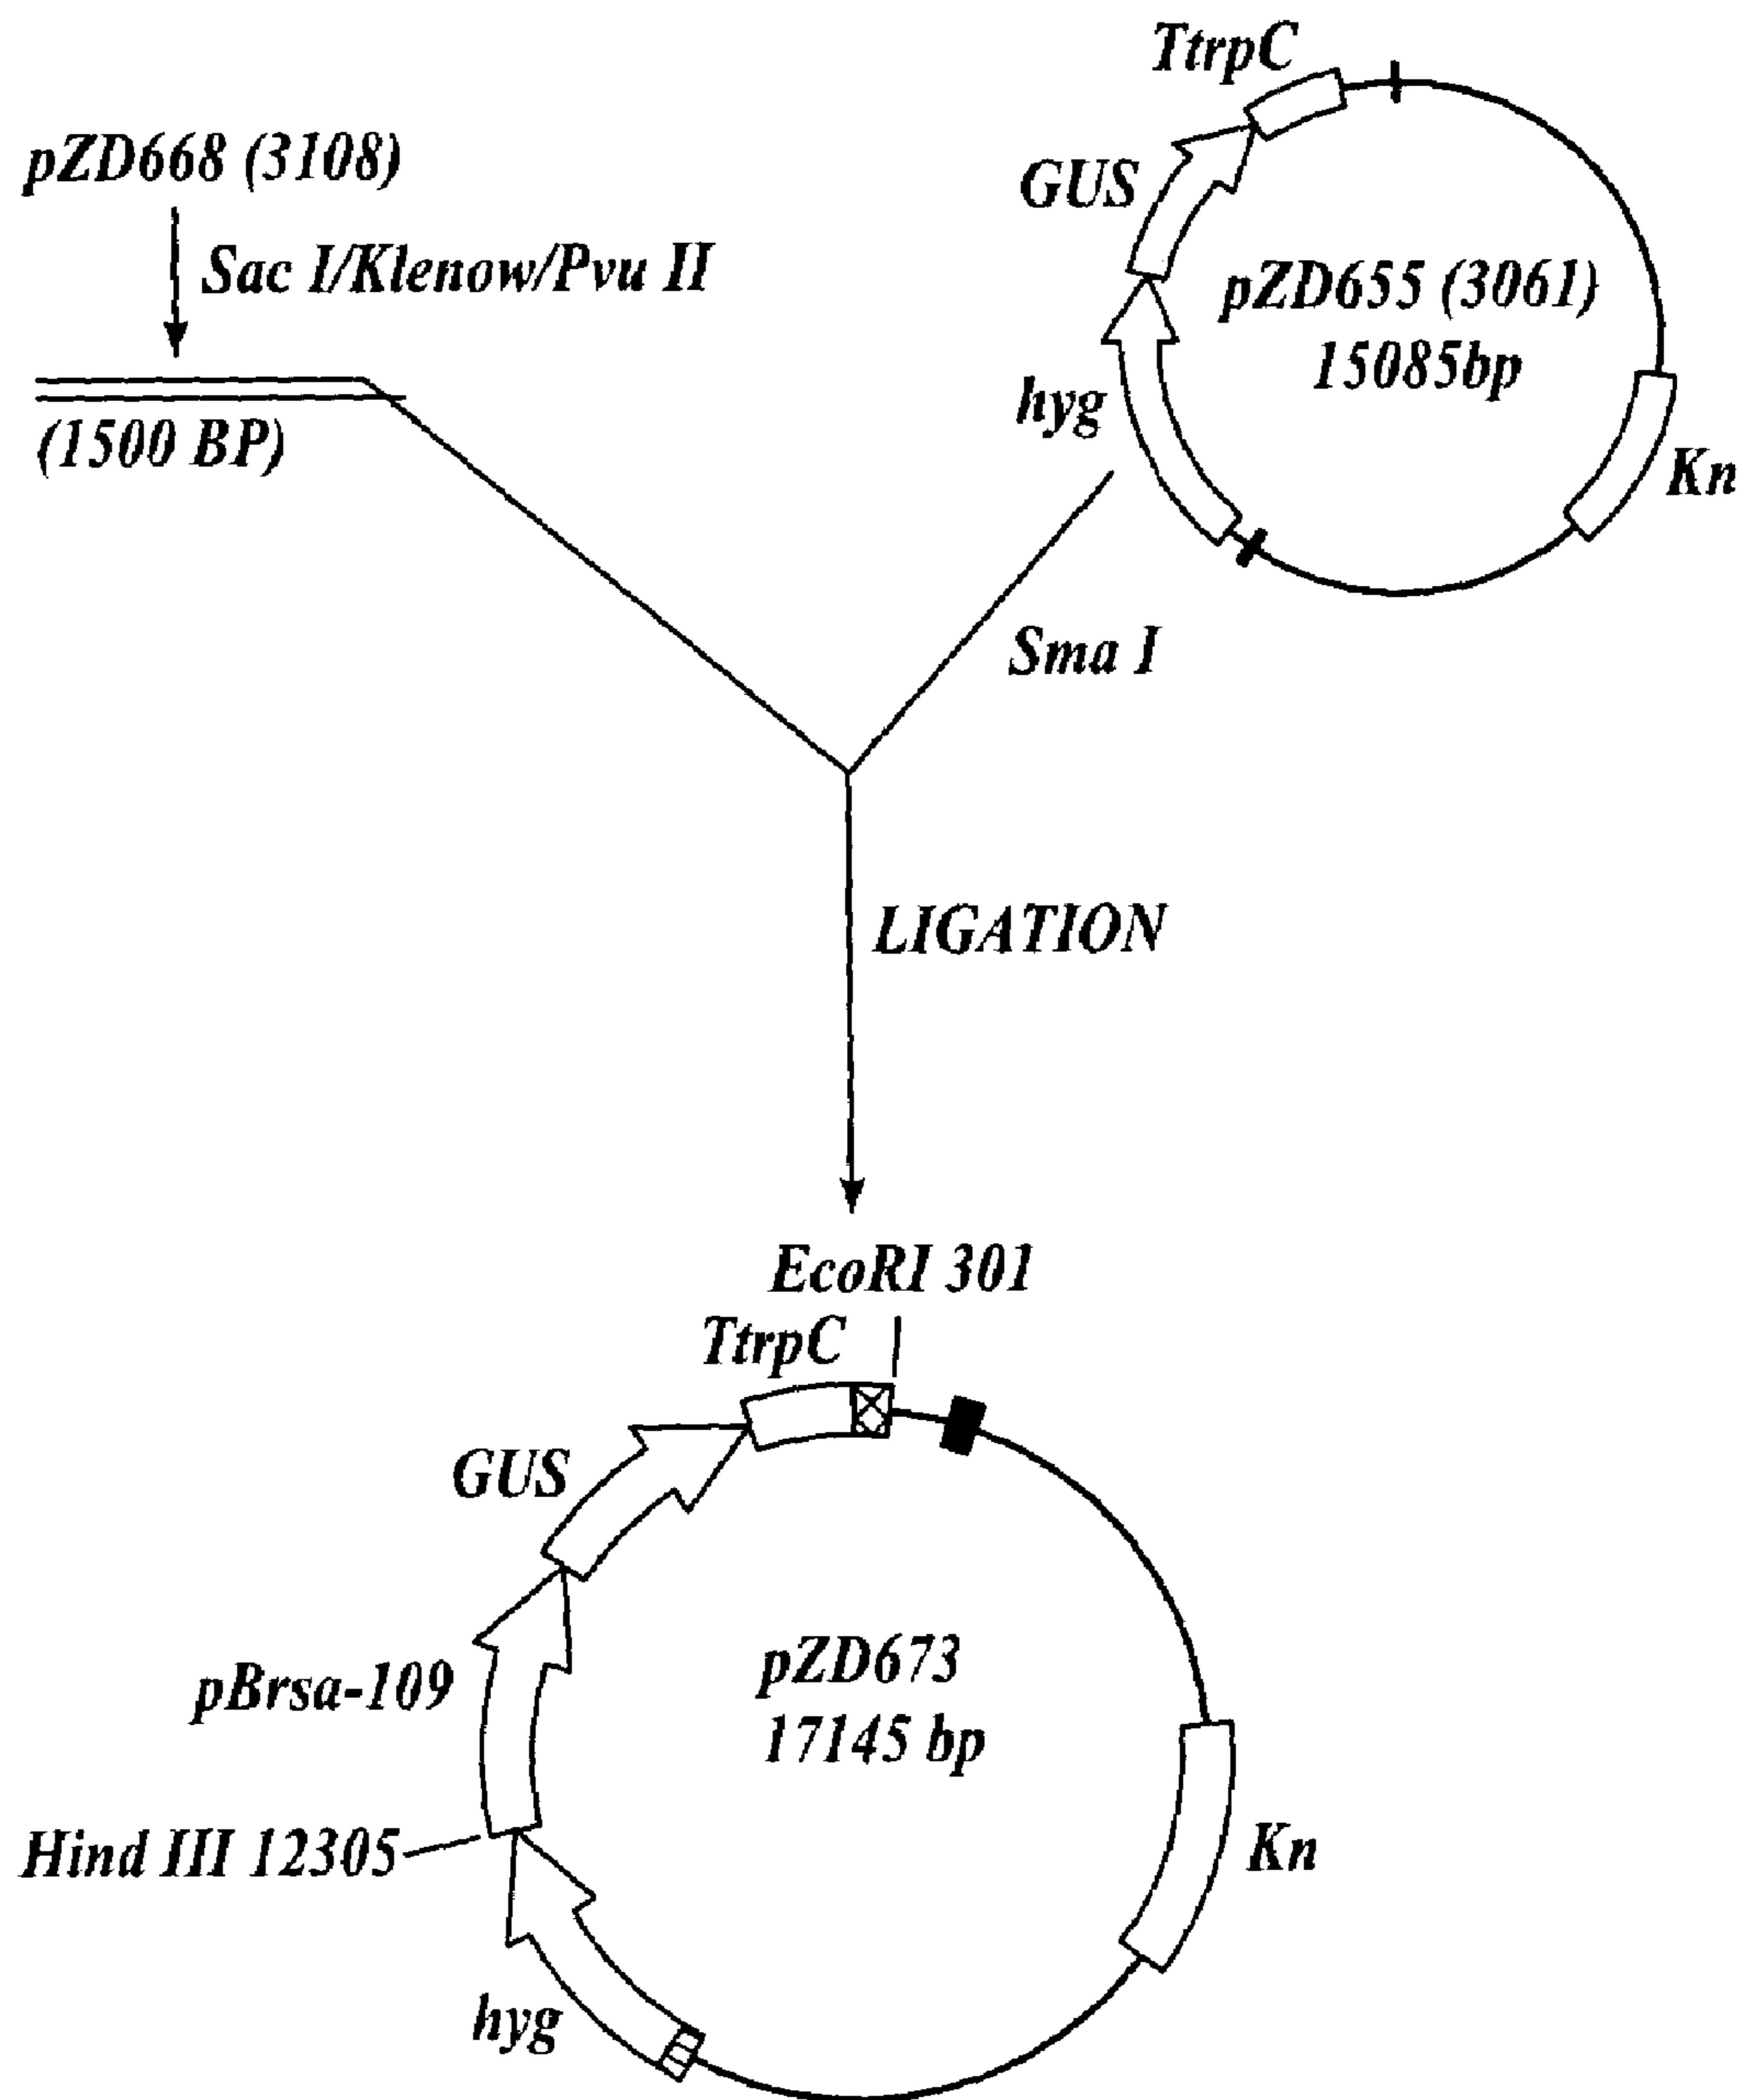 TtrpC
pZD668 (3108)
GUS
Sac I/Klenow/Pvu II
pZD655 (3061)
15085bp
hyg
(1500 BP)
Kn
Sma I
LIGATION
EcoRI 301
TtrpC
GUS
pZD673
17145 bp
pBrsa-109
Hind III 12305
Kn
hyg